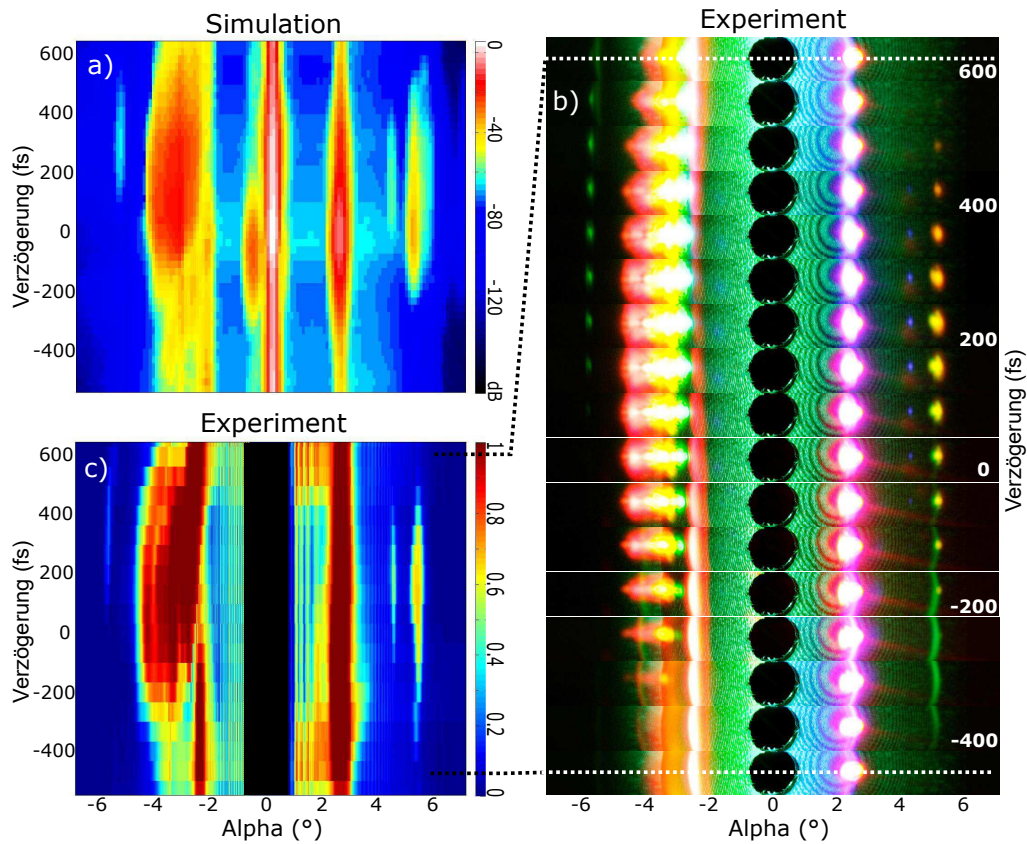 Simulation
a)
600
400
200
0
-200
-400
Verzögerung (fs)
0
-40
-80
-120
dB
Experiment
c)
600
400
200
0
-200
-400
Verzögerung (fs)
1
0.8
0.6
0.4
0,2
0
-6 -4 -2 0 2 4 6
Alpha (°)
Experiment
b)
600
400
200
0
-200
-400
Verzögerung (fs)
-6 -4 -2 0 2 4 6
Alpha (°)